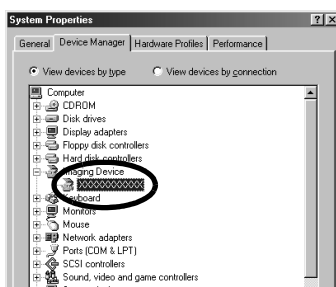 System Properties
General Device Manager Hardware Profiles Performance
View devices by type View devices by connection
Computer
CDROM
Disk drives
Display adapters
Floppy disk controllers
Hard disk controllers
Imaging Device
XXXXXXXXXXX
Keyboard
Monitors
Mouse
Network adapters
Ports (COM & LPT)
SCSI controllers
Sound, video and game controllers